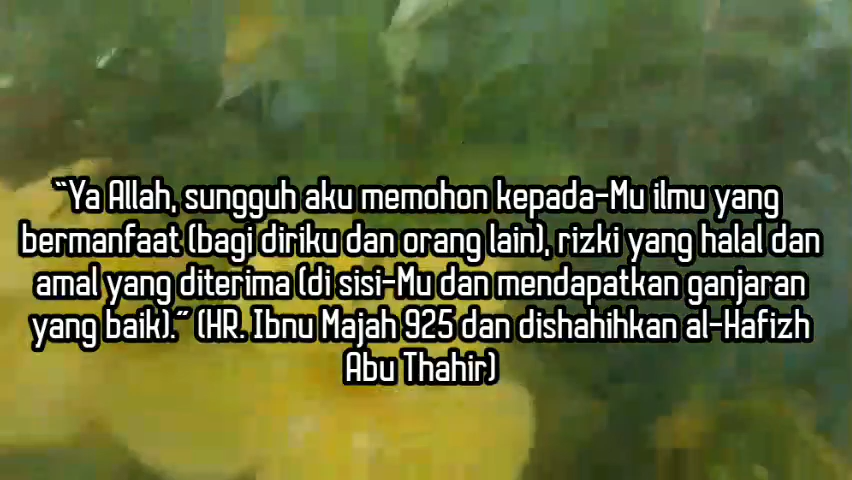 “Ya Allah, sungguh aku memohon kepada-Mu ilmu yang
bermanfaat (bagi diriku dan orang lain), rizki yang halal dan
amal yang diterima (di sisi-Mu dan mendapatkan ganjaran
yang baik).” (HR. Ibnu Majah 925 dan dishahihkan al-Hafizh
Abu Thahir)